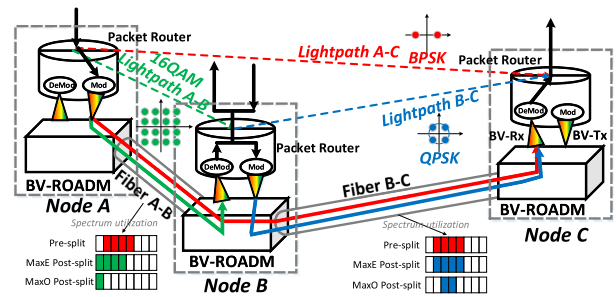 Packet Router
DeMod
Mod
BV-ROADM
Node A
16QAM
Lightpath A-B
Lightpath A-C
BPSK
Lightpath B-C
QPSK
Packet Router
DeMod
Mod
BV-ROADM
Node B
Packet Router
DeMod
Mod
BV-Rx
BV-Tx
BV-ROADM
Node C
Fiber A-B
Fiber B-C
Spectrum utilization
Pre-split
MaxE Post-split
MaxO Post-split
Spectrum utilization
Pre-split
MaxE Post-split
MaxO Post-split